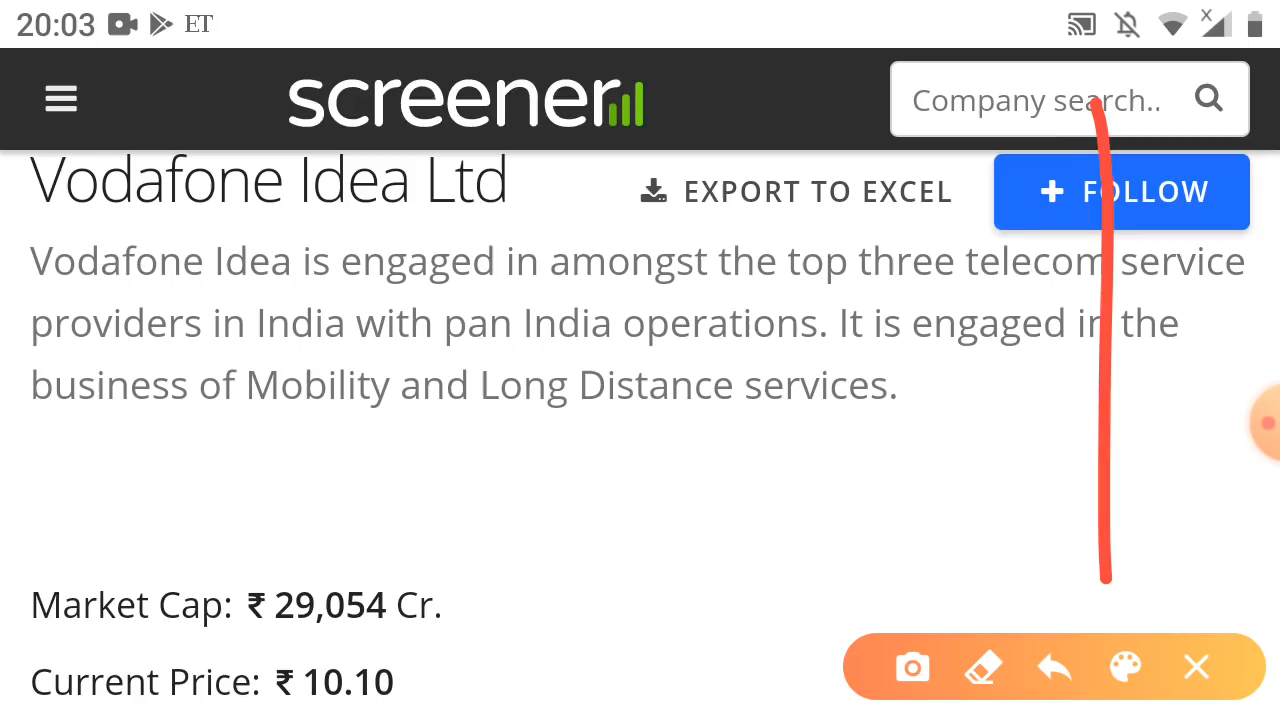 20:03 ET
screener
Company search..
Vodafone Idea Ltd
EXPORT TO EXCEL
FOLLOW
Vodafone Idea is engaged in amongst the top three telecom service
providers in India with pan India operations. It is engaged in the
business of Mobility and Long Distance services.
Market Cap: ₹ 29,054 Cr.
Current Price: ₹ 10.10